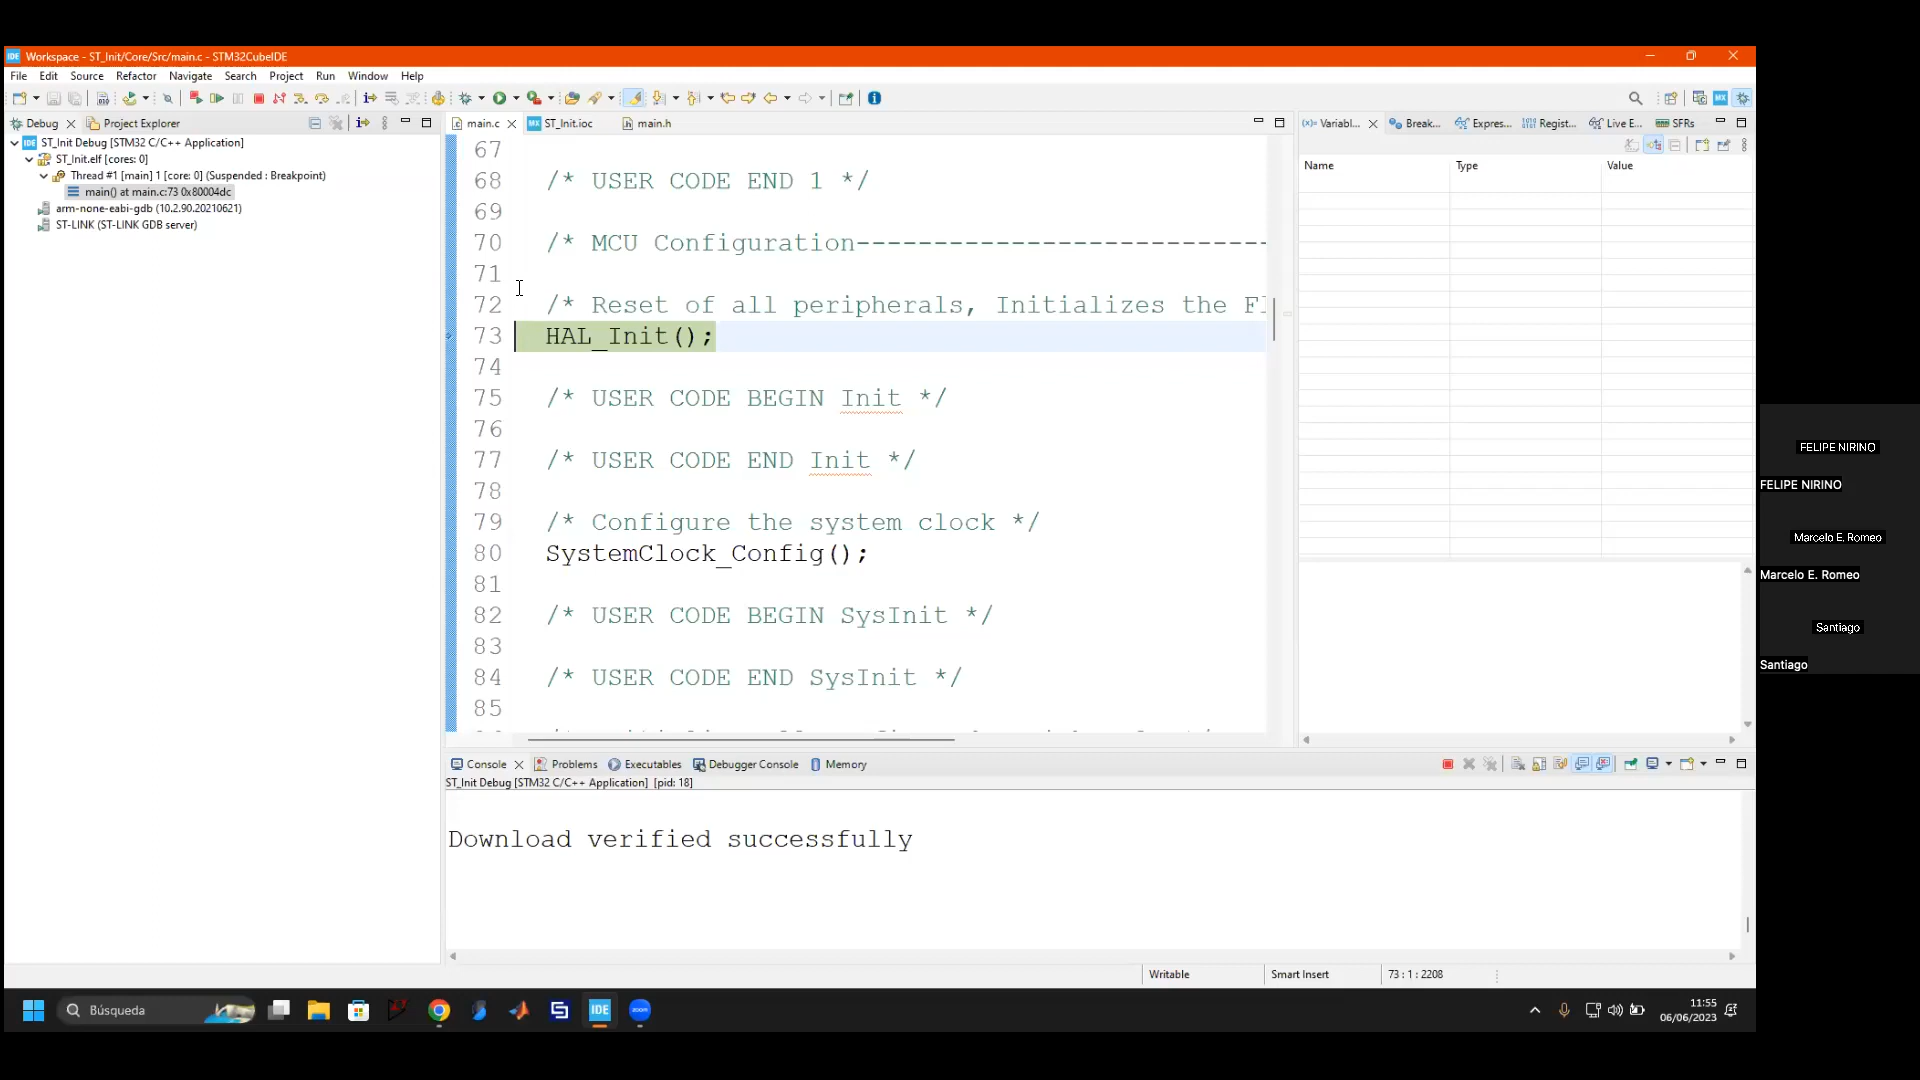 Workspace - ST_Init/Core/Src/main.c - STM32CubeIDE
File Edit Source Refactor Navigate Search Project Run Window Help
Debug Project Explorer
main.c ST_Init.ioc main.h
(x)= Variabl... Break... Expres... Regist... Live E... SFRs
ST_Init Debug [STM32 C/C++ Application]
ST_Init.elf [cores: 0]
Thread #1 [main] 1 [core: 0] (Suspended : Breakpoint)
main() at main.c:73 0x80004dc
arm-none-eabi-gdb (10.2.90.20210621)
ST-LINK (ST-LINK GDB server)
67
68 /* USER CODE END 1 */
69
70 /* MCU Configuration--------------------------
71
72 /* Reset of all peripherals, Initializes the Fl
73 HAL_Init();
74
75 /* USER CODE BEGIN Init */
76
77 /* USER CODE END Init */
78
79 /* Configure the system clock */
80 SystemClock_Config();
81
82 /* USER CODE BEGIN SysInit */
83
84 /* USER CODE END SysInit */
85
Name Type Value
Console Problems Executables Debugger Console Memory
ST_Init Debug [STM32 C/C++ Application] [pid: 18]
Download verified successfully
Writable Smart Insert 73 : 1 : 2208
Búsqueda
IDE
zoom
11:55
06/06/2023
FELIPE NIRINO
FELIPE NIRINO
Marcelo E. Romeo
Marcelo E. Romeo
Santiago
Santiago